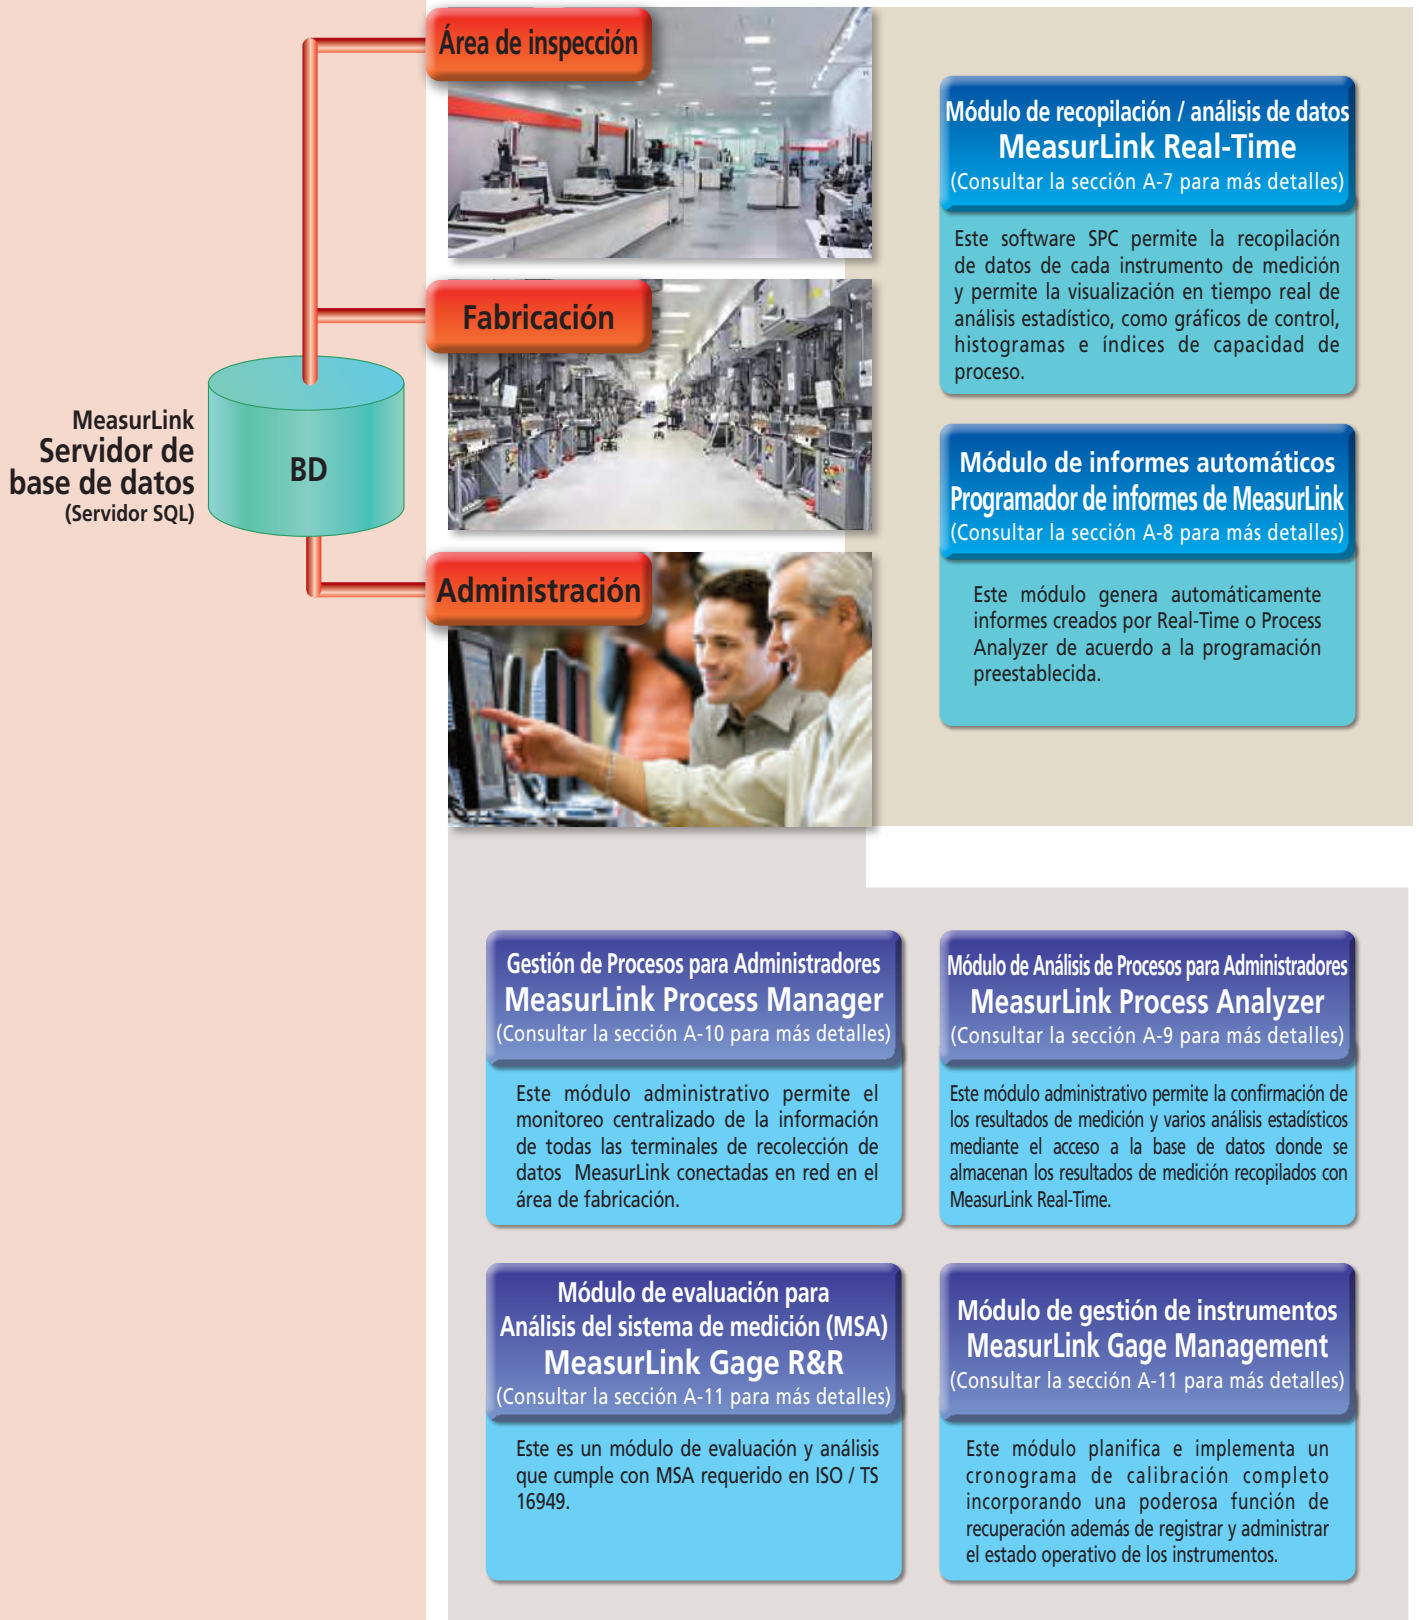 Área de inspección
Fabricación
MeasurLink
Servidor de
base de datos
(Servidor SQL)
BD
Administración
Módulo de recopilación / análisis de datos
MeasurLink Real-Time
(Consultar la sección A-7 para más detalles)
Este software SPC permite la recopilación
de datos de cada instrumento de medición
y permite la visualización en tiempo real de
análisis estadístico, como gráficos de control,
histogramas e índices de capacidad de
proceso.
Módulo de informes automáticos
Programador de informes de MeasurLink
(Consultar la sección A-8 para más detalles)
Este módulo genera automáticamente
informes creados por Real-Time o Process
Analyzer de acuerdo a la programación
preestablecida.
Gestión de Procesos para Administradores
MeasurLink Process Manager
(Consultar la sección A-10 para más detalles)
Este módulo administrativo permite el
monitoreo centralizado de la información
de todas las terminales de recolección de
datos MeasurLink conectadas en red en el
área de fabricación.
Módulo de Análisis de Procesos para Administradores
MeasurLink Process Analyzer
(Consultar la sección A-9 para más detalles)
Este módulo administrativo permite la confirmación de
los resultados de medición y varios análisis estadísticos
mediante el acceso a la base de datos donde se
almacenan los resultados de medición recopilados con
MeasurLink Real-Time.
Módulo de evaluación para
Análisis del sistema de medición (MSA)
MeasurLink Gage R&R
(Consultar la sección A-11 para más detalles)
Este es un módulo de evaluación y análisis
que cumple con MSA requerido en ISO / TS
16949.
Módulo de gestión de instrumentos
MeasurLink Gage Management
(Consultar la sección A-11 para más detalles)
Este módulo planifica e implementa un
cronograma de calibración completo
incorporando una poderosa función de
recuperación además de registrar y administrar
el estado operativo de los instrumentos.